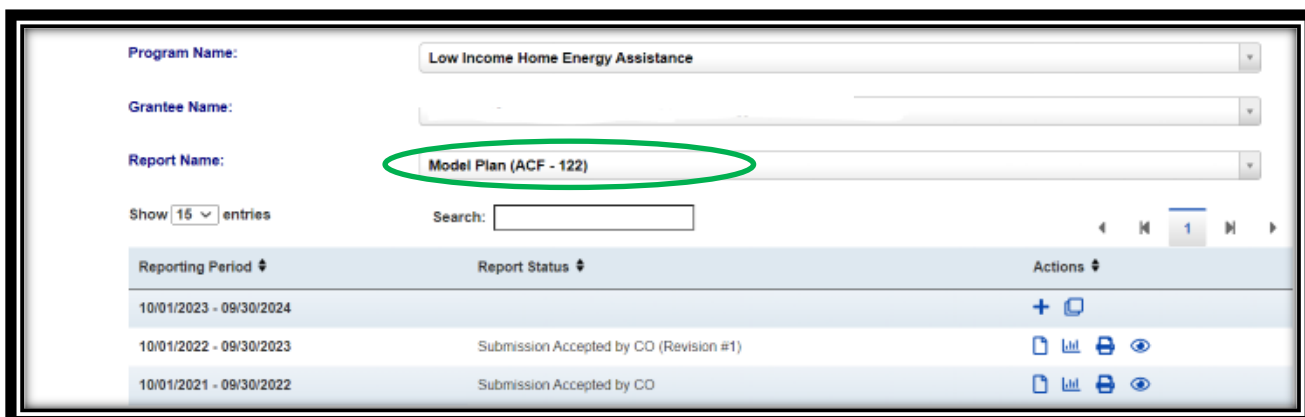 Program Name: Low Income Home Energy Assistance
Grantee Name:
Report Name: Model Plan (ACF - 122)
Show 15 entries Search: 1
Reporting Period Report Status Actions
10/01/2023 - 09/30/2024
10/01/2022 - 09/30/2023 Submission Accepted by CO (Revision #1)
10/01/2021 - 09/30/2022 Submission Accepted by CO